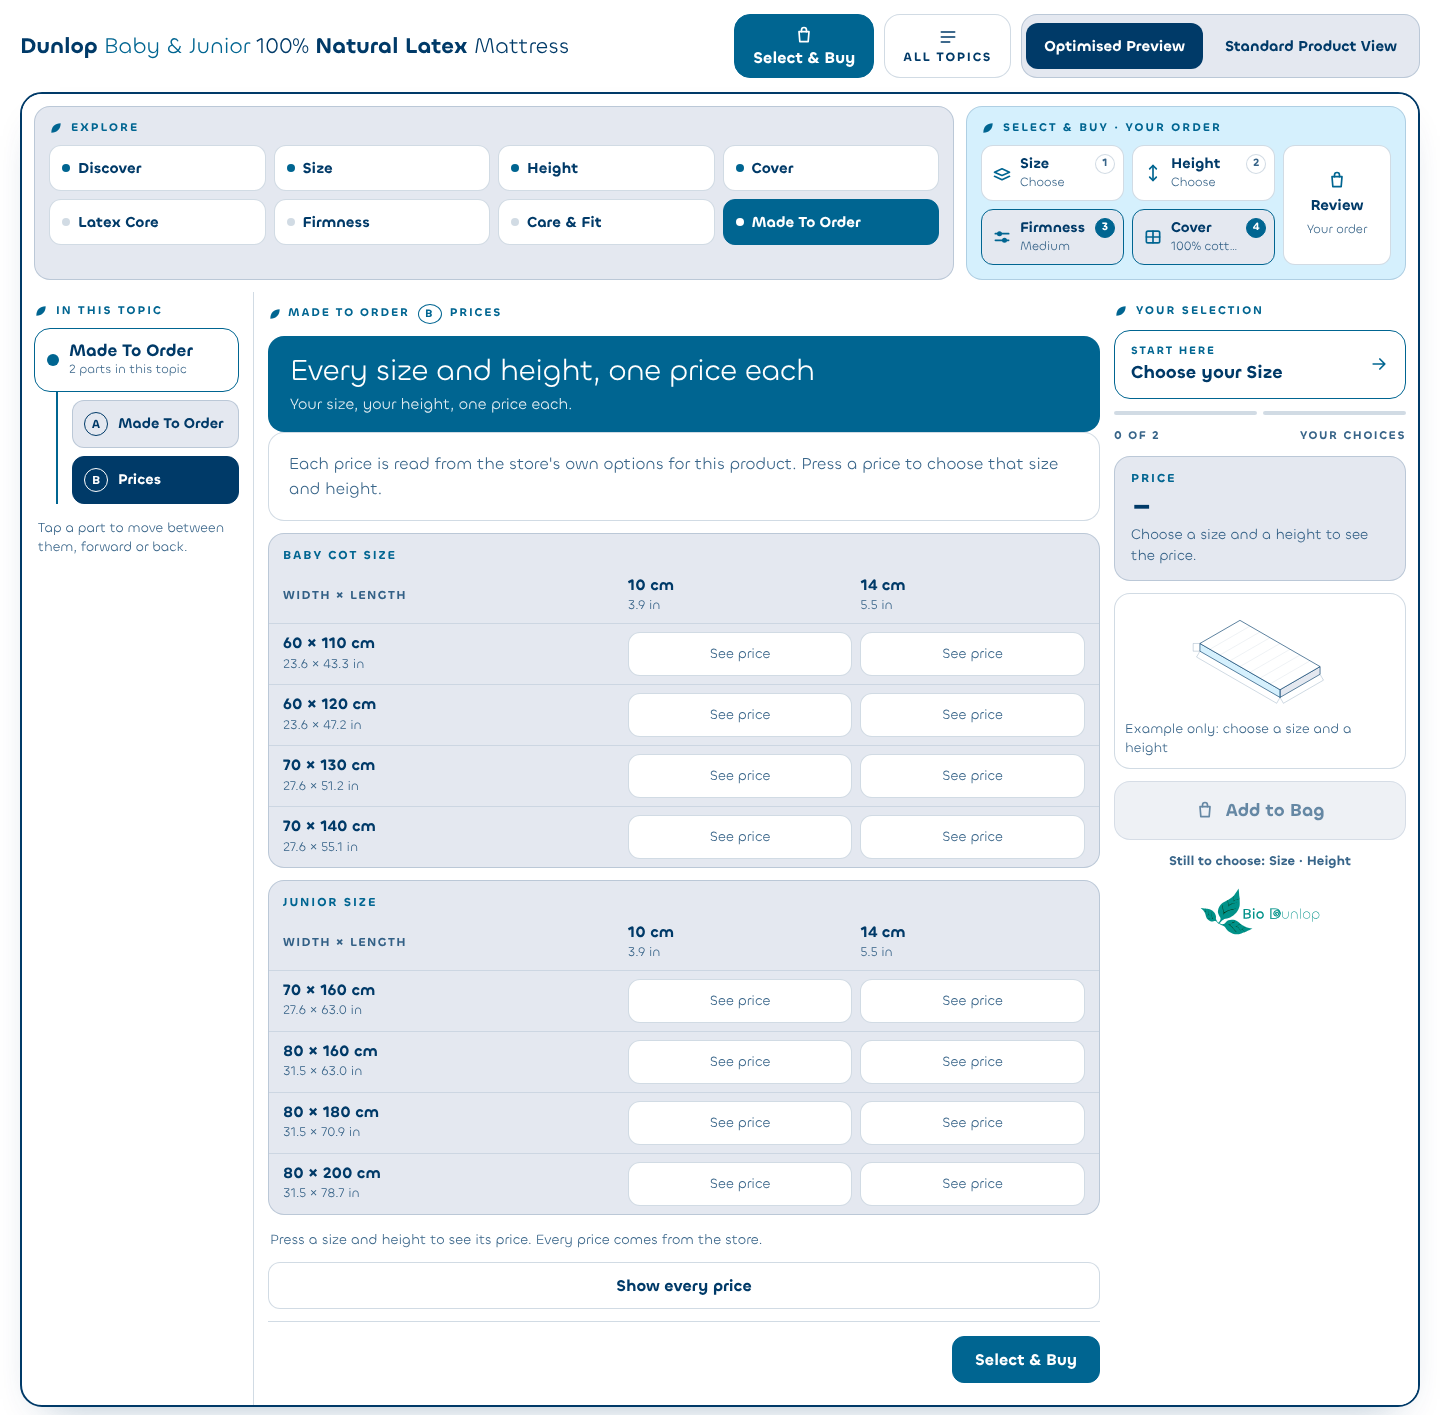 Dunlop Baby & Junior 100% Natural Latex Mattress
Select & Buy
ALL TOPICS
Optimised Preview
Standard Product View
EXPLORE
Discover
Size
Height
Cover
Latex Core
Firmness
Care & Fit
Made To Order
SELECT & BUY · YOUR ORDER
Size
1
Choose
Height
2
Choose
Firmness
3
Medium
Cover
4
100% cott...
Review
Your order
IN THIS TOPIC
Made To Order
2 parts in this topic
A Made To Order
B Prices
Tap a part to move between
them, forward or back.
MADE TO ORDER B PRICES
Every size and height, one price each
Your size, your height, one price each.
Each price is read from the store's own options for this product. Press a price to choose that size
and height.
BABY COT SIZE
WIDTH × LENGTH
10 cm
3.9 in
14 cm
5.5 in
60 × 110 cm
23.6 × 43.3 in
See price
See price
60 × 120 cm
23.6 × 47.2 in
See price
See price
70 × 130 cm
27.6 × 51.2 in
See price
See price
70 × 140 cm
27.6 × 55.1 in
See price
See price
JUNIOR SIZE
WIDTH × LENGTH
10 cm
3.9 in
14 cm
5.5 in
70 × 160 cm
27.6 × 63.0 in
See price
See price
80 × 160 cm
31.5 × 63.0 in
See price
See price
80 × 180 cm
31.5 × 70.9 in
See price
See price
80 × 200 cm
31.5 × 78.7 in
See price
See price
Press a size and height to see its price. Every price comes from the store.
Show every price
Select & Buy
YOUR SELECTION
START HERE
Choose your Size
0 OF 2
YOUR CHOICES
PRICE
–
Choose a size and a height to see
the price.
Example only: choose a size and a
height
Add to Bag
Still to choose: Size · Height
Bio Dunlop